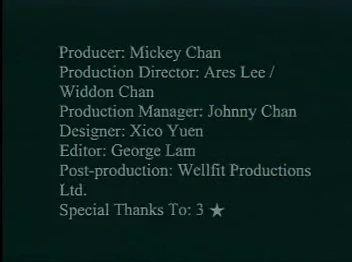 Producer: Mickey Chan
Production Director: Ares Lee /
Widdon Chan
Production Manager: Johnny Chan
Designer: Xico Yuen
Editor: George Lam
Post-production: Wellfit Productions
Ltd.
Special Thanks To: 3 ★